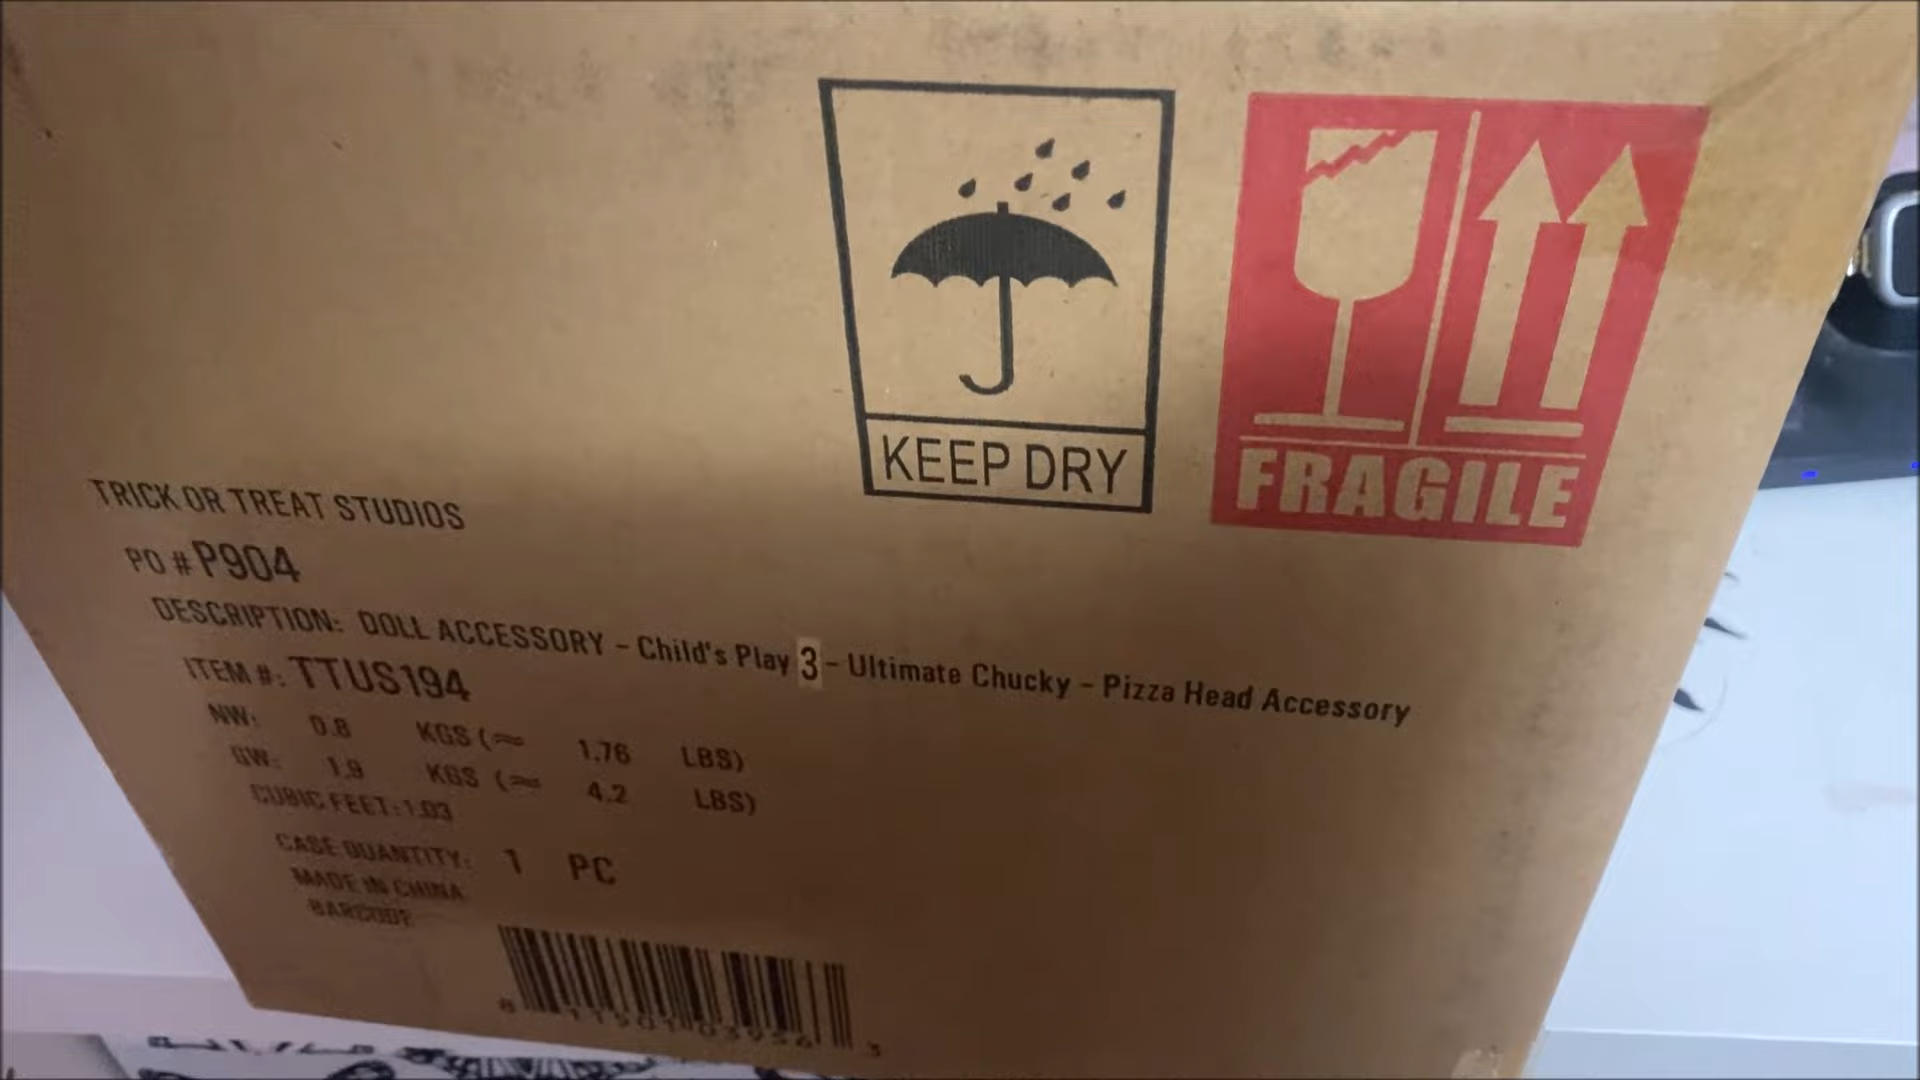 KEEP DRY
FRAGILE
TRICK OR TREAT STUDIOS
PO # P904
DESCRIPTION: DOLL ACCESSORY - Child's Play 3 - Ultimate Chucky - Pizza Head Accessory
ITEM #: TTUS194
NW: 0.8 KGS (≈ 1.76 LBS)
GW: 1.9 KGS (≈ 4.2 LBS)
CUBIC FEET: 1.03
CASE QUANTITY: 1 PC
MADE IN CHINA
BARCODE